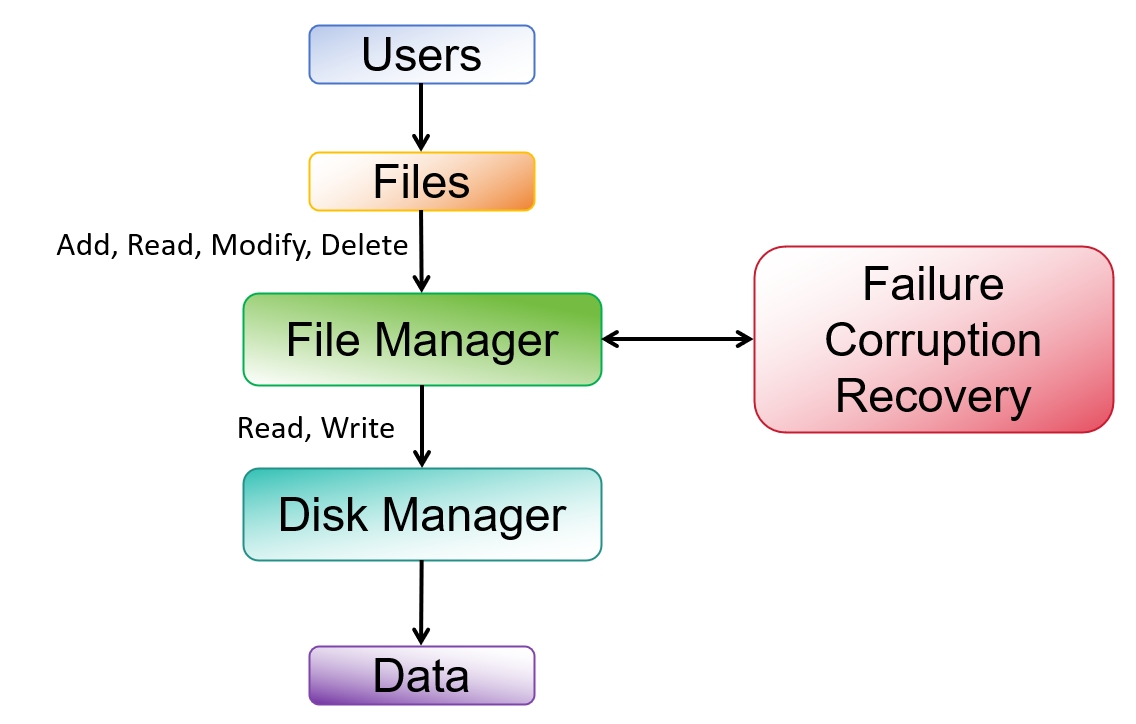 Users
Files
Add, Read, Modify, Delete
File Manager
Failure
Corruption
Recovery
Read, Write
Disk Manager
Data